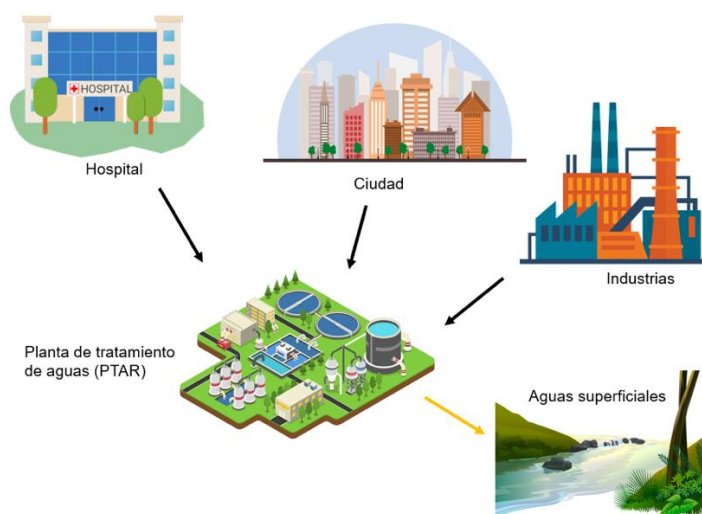 HOSPITAL
Hospital
Ciudad
Industrias
Planta de tratamiento
de aguas (PTAR)
Aguas superficiales